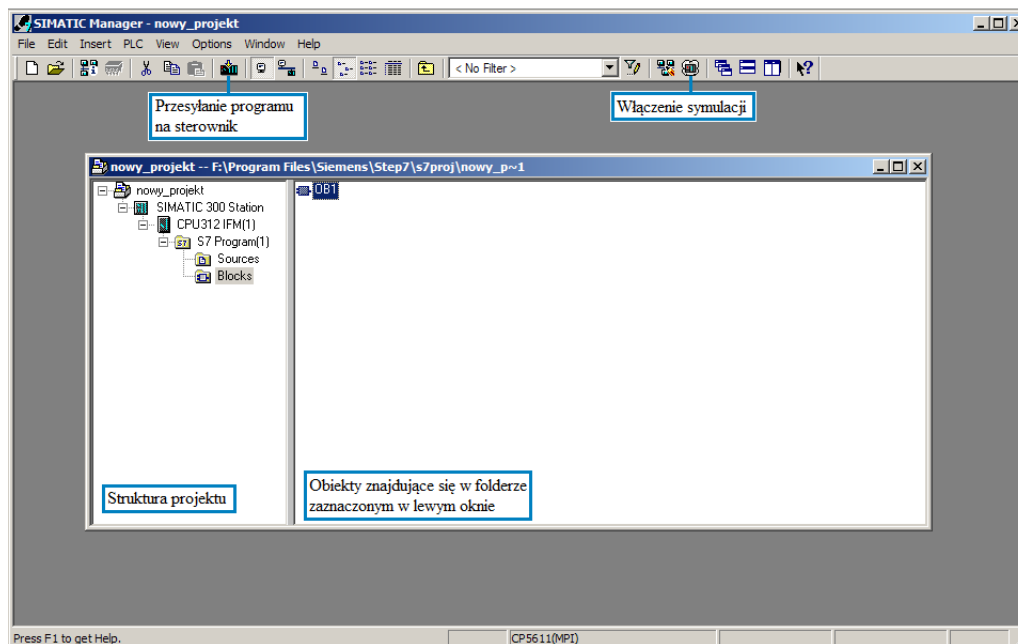 SIMATIC Manager - nowy_projekt
File Edit Insert PLC View Options Window Help
< No Filter >
Przesyłanie programu
na sterownik
Włączenie symulacji
nowy_projekt -- F:\Program Files\Siemens\Step7\s7proj\nowy_p~1
nowy_projekt
SIMATIC 300 Station
CPU312 IFM(1)
S7 Program(1)
Sources
Blocks
OB1
Struktura projektu
Obiekty znajdujące się w folderze
zaznaczonym w lewym oknie
Press F1 to get Help.
CP5611(MPI)